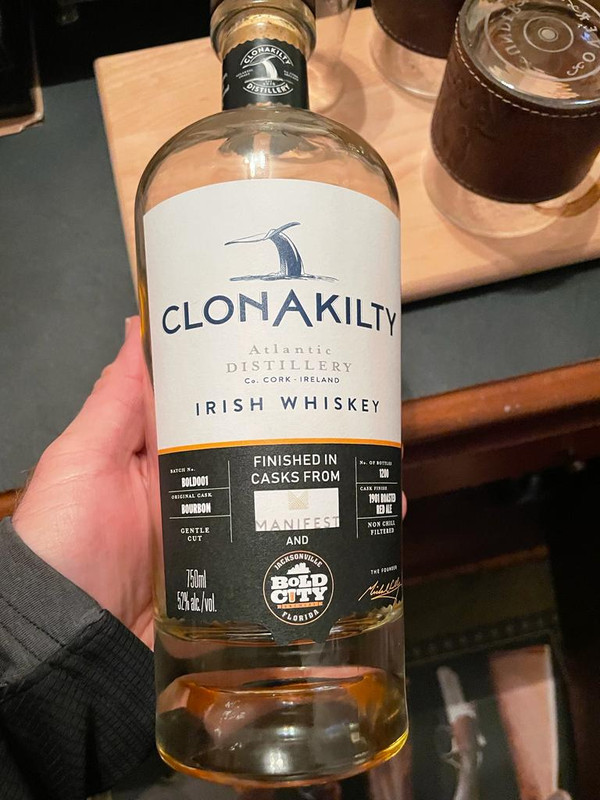 CLONAKILTY
DISTILLERY
CLONAKILTY
Atlantic
DISTILLERY
Co. CORK - IRELAND
IRISH WHISKEY
BATCH No:
BOLD001
ORIGINAL CASK
BOURBON
GENTLE
CUT
750ml
52% alc./vol.
FINISHED IN
CASKS FROM
MANIFEST
AND
JACKSONVILLE
BOLD
CITY
FLORIDA
No. OF BOTTLES
1200
CASK FINISH
1901 ROASTED
RED ALE
NON CHILL
FILTERED
THE FOUNDER